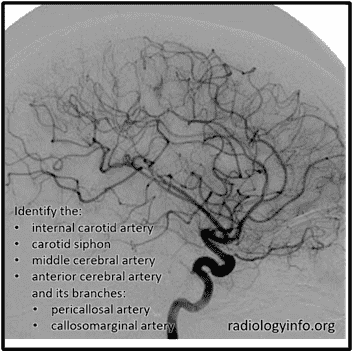 Identify the:
• internal carotid artery
• carotid siphon
• middle cerebral artery
• anterior cerebral artery
and its branches:
• pericallosal artery
• callosomarginal artery
radiologyinfo.org